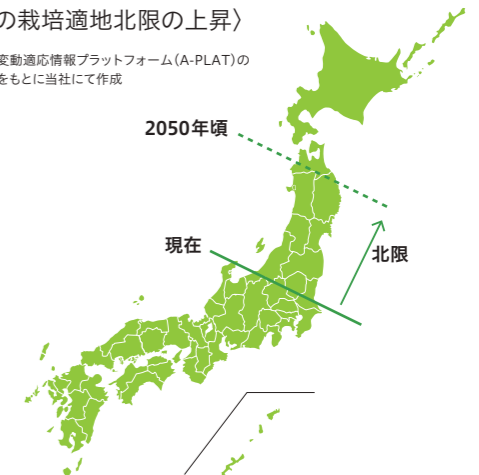 の栽培適地北限の上昇〉
変動適応情報プラットフォーム（A-PLAT）の
をもとに当社にて作成
2050年頃
現在
北限